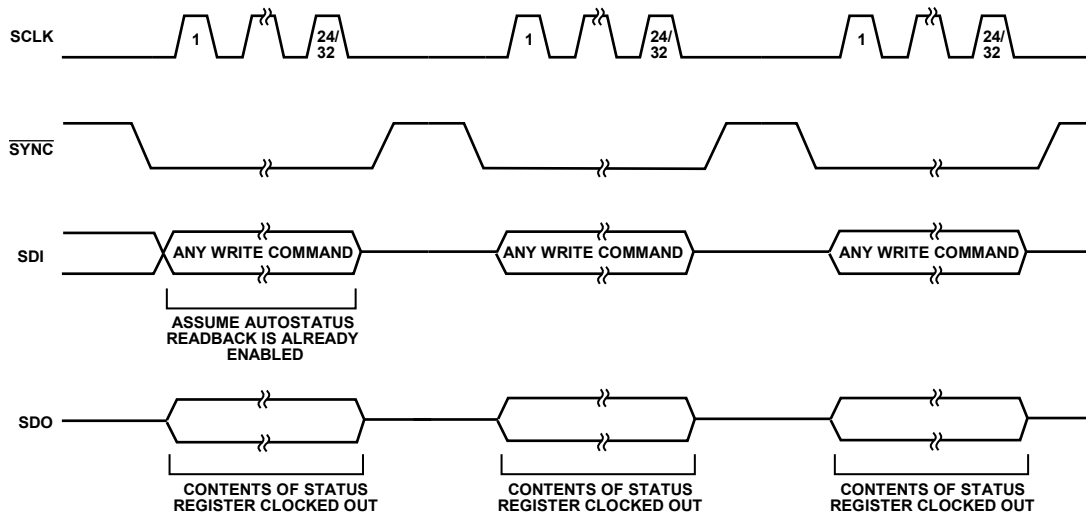 SCLK
1
24/
32
1
24/
32
1
24/
32
SYNC
SDI
ANY WRITE COMMAND
ANY WRITE COMMAND
ANY WRITE COMMAND
ASSUME AUTOSTATUS
READBACK IS ALREADY
ENABLED
SDO
CONTENTS OF STATUS
REGISTER CLOCKED OUT
CONTENTS OF STATUS
REGISTER CLOCKED OUT
CONTENTS OF STATUS
REGISTER CLOCKED OUT